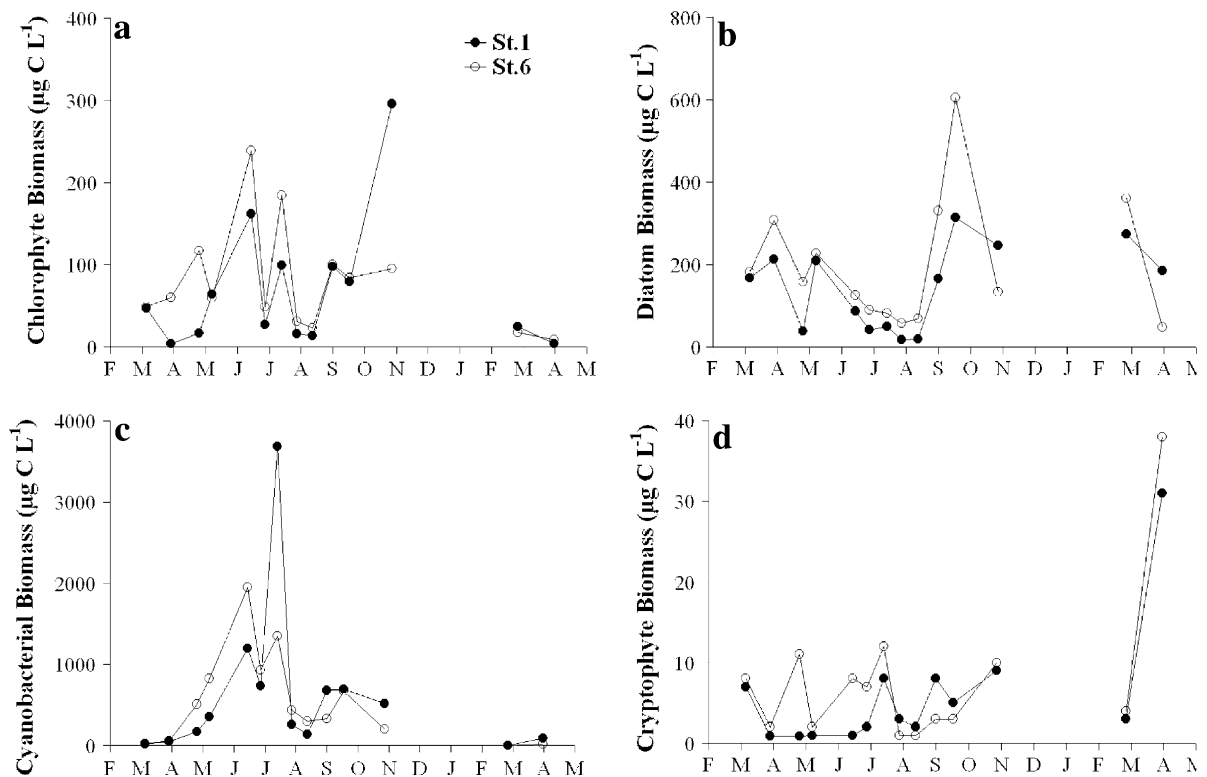 a
St.1
St.6
Chlorophyte Biomass (µg C L⁻¹)
400
300
200
100
0
F M A M J J A S O N D J F M A M
b
Diatom Biomass (µg C L⁻¹)
800
600
400
200
0
F M A M J J A S O N D J F M A M
c
Cyanobacterial Biomass (µg C L⁻¹)
4000
3000
2000
1000
0
F M A M J J A S O N D J F M A M
d
Cryptophyte Biomass (µg C L⁻¹)
40
30
20
10
0
F M A M J J A S O N D J F M A M